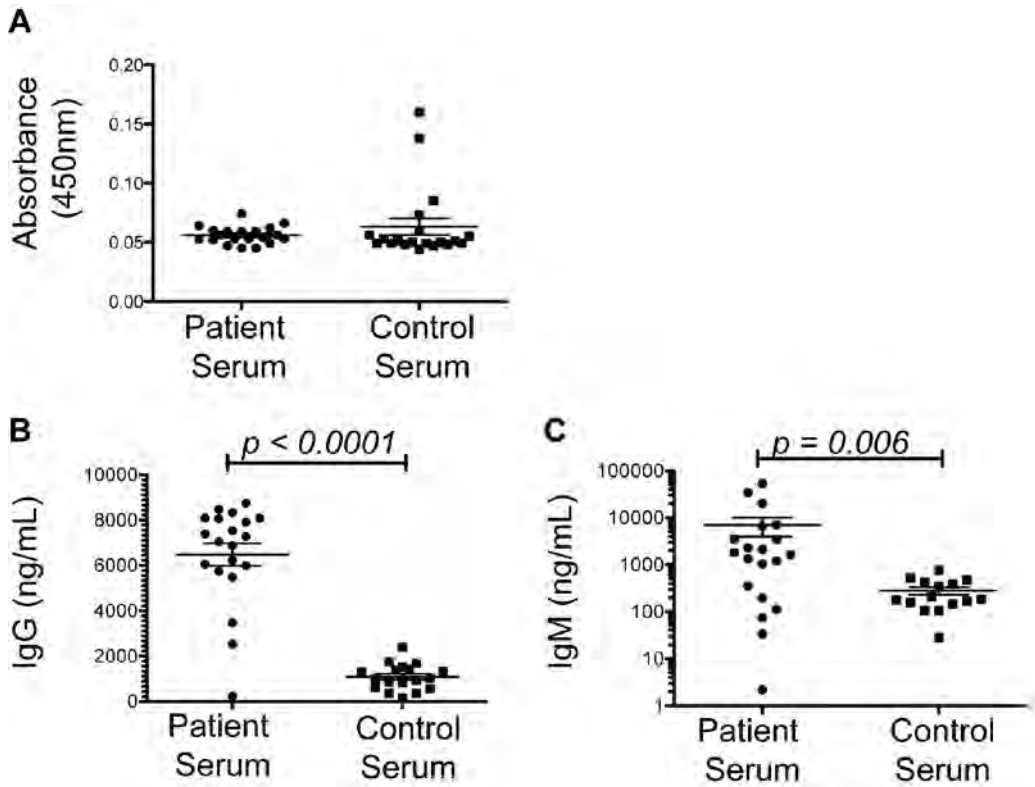 A
Absorbance
(450nm)
0.20
0.15
0.10
0.05
0.00
Patient
Serum
Control
Serum
B
p < 0.0001
IgG (ng/mL)
10000
8000
6000
4000
2000
0
Patient
Serum
Control
Serum
C
p = 0.006
IgM (ng/mL)
100000
10000
1000
100
10
1
Patient
Serum
Control
Serum